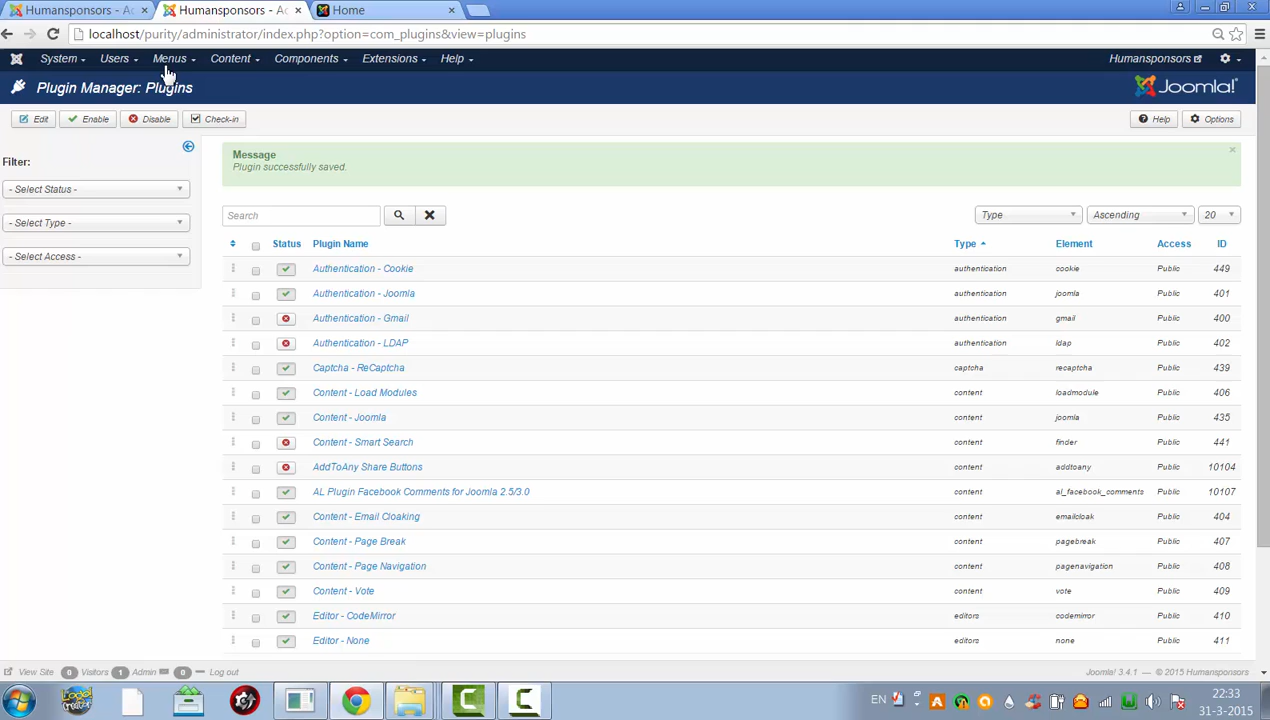 Humansponsors - Ac
Humansponsors - Ac
Home
localhost/purity/administrator/index.php?option=com_plugins&view=plugins
System Users Menus Content Components Extensions Help
Humansponsors
Plugin Manager: Plugins
Joomla!
Edit Enable Disable Check-in
Help Options
Filter:
- Select Status -
- Select Type -
- Select Access -
Message
Plugin successfully saved.
Search
Type
Ascending
20
Status Plugin Name Type Element Access ID
Authentication - Cookie authentication cookie Public 449
Authentication - Joomla authentication joomla Public 401
Authentication - Gmail authentication gmail Public 400
Authentication - LDAP authentication ldap Public 402
Captcha - ReCaptcha captcha recaptcha Public 439
Content - Load Modules content loadmodule Public 406
Content - Joomla content joomla Public 435
Content - Smart Search content finder Public 441
AddToAny Share Buttons content addtoany Public 10104
AL Plugin Facebook Comments for Joomla 2.5/3.0 content al_facebook_comments Public 10107
Content - Email Cloaking content emailcloak Public 404
Content - Page Break content pagebreak Public 407
Content - Page Navigation content pagenavigation Public 408
Content - Vote content vote Public 409
Editor - CodeMirror editors codemirror Public 410
Editor - None editors none Public 411
View Site 0 Visitors 1 Admin 0 Log out
Joomla! 3.4.1 — © 2015 Humansponsors
EN
22:33
31-3-2015